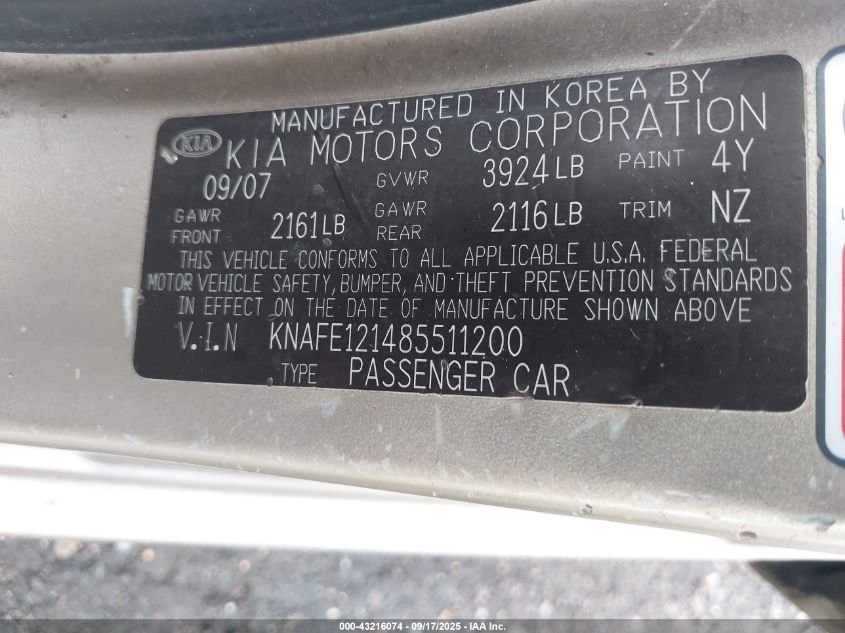 MANUFACTURED IN KOREA BY
KIA KIA MOTORS CORPORATION
09/07 GVWR 3924LB PAINT 4Y
GAWR FRONT 2161LB GAWR REAR 2116LB TRIM NZ
THIS VEHICLE CONFORMS TO ALL APPLICABLE U.S.A. FEDERAL
MOTOR VEHICLE SAFETY, BUMPER, AND THEFT PREVENTION STANDARDS
IN EFFECT ON THE DATE OF MANUFACTURE SHOWN ABOVE
V.I.N KNAFE121485511200
TYPE PASSENGER CAR
000-43216074 - 09/17/2025 - IAAI.COM